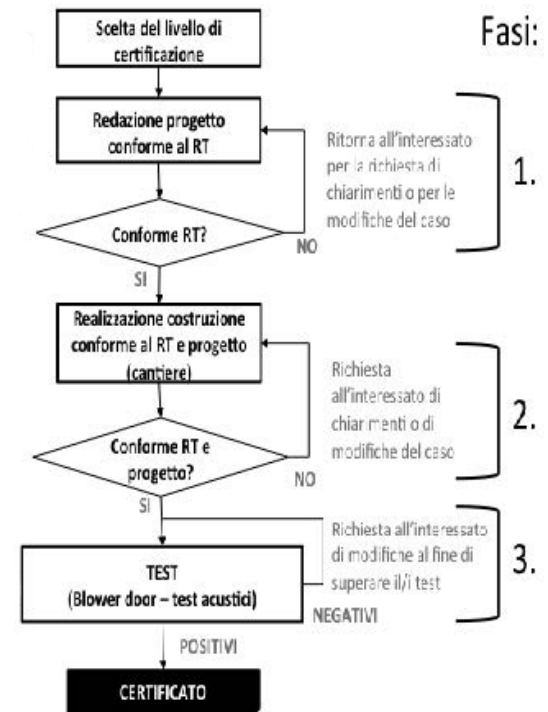 Scelta del livello di
certificazione
Fasi:
Redazione progetto
conforme al RT
Ritorna all'interessato
per la richiesta di
chiarimenti o per le
modifiche del caso
1.
Conforme RT?
NO
SI
Realizzazione costruzione
conforme al RT e progetto
(cantiere)
Richiesta
all'interessato di
chiarimenti o di
modifiche del caso
2.
Conforme RT e
progetto?
NO
SI
Richiesta all'interessato
di modifiche al fine di
superare il/i test
3.
TEST
(Blower door – test acustici)
NEGATIVI
POSITIVI
CERTIFICATO